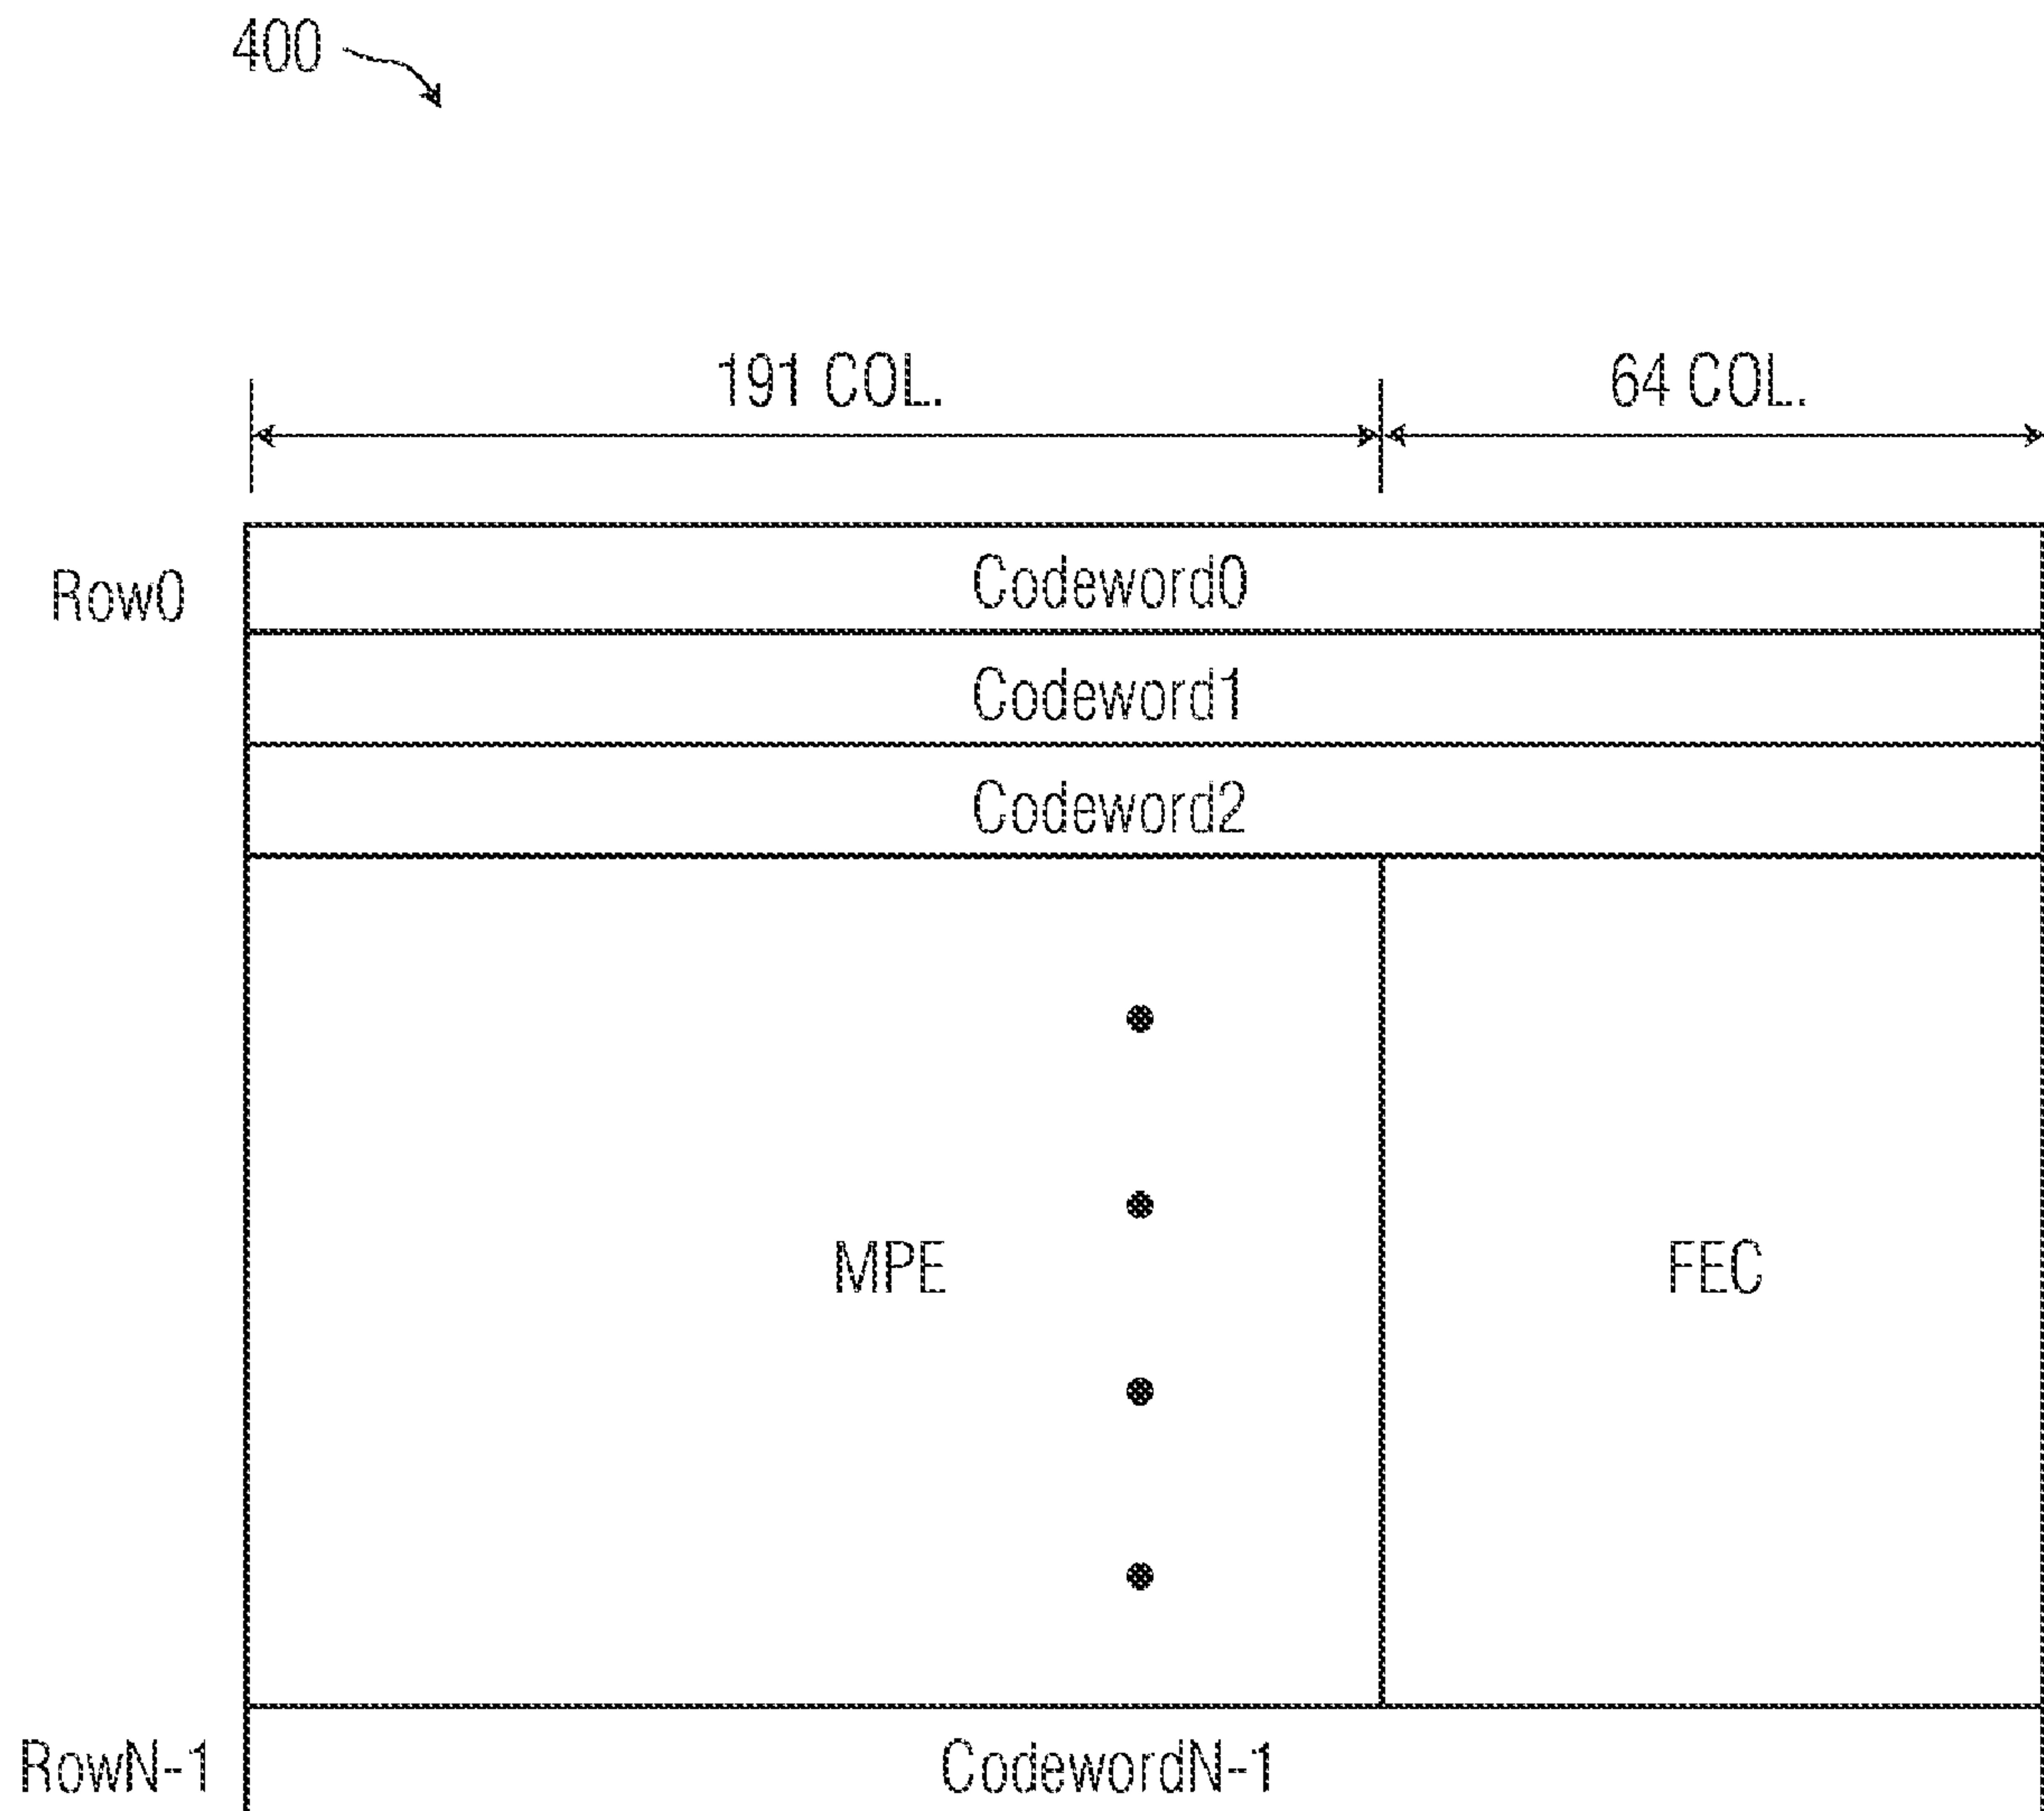 400
191 COL. 64 COL.
Row0 Codeword0
Codeword1
Codeword2
MPE FEC
RowN-1 CodewordN-1